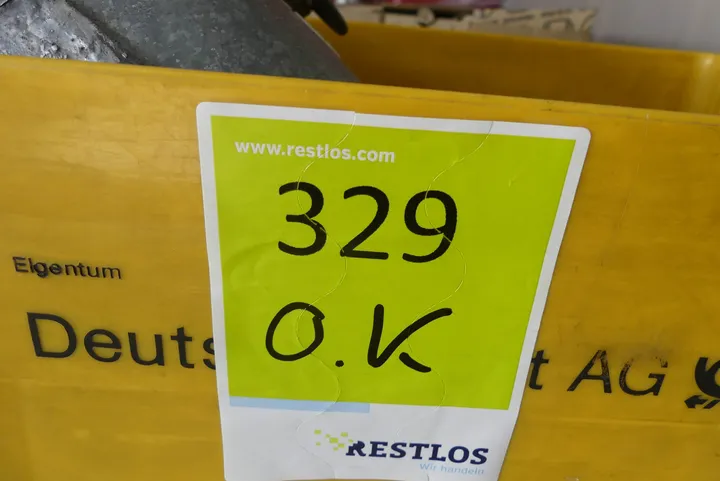 www.restlos.com
329
O.K
Eigentum
Deuts t AG
RESTLOS
Wir handeln